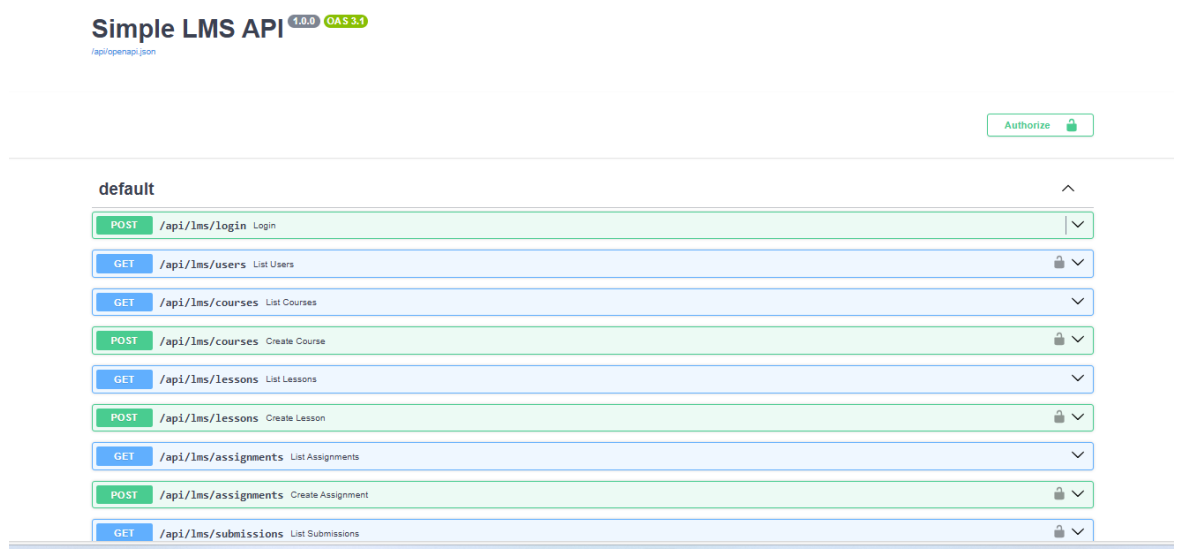 Simple LMS API 1.0.0 OAS 3.1
/api/openapi.json
Authorize
default
POST /api/lms/login Login
GET /api/lms/users List Users
GET /api/lms/courses List Courses
POST /api/lms/courses Create Course
GET /api/lms/lessons List Lessons
POST /api/lms/lessons Create Lesson
GET /api/lms/assignments List Assignments
POST /api/lms/assignments Create Assignment
GET /api/lms/submissions List Submissions